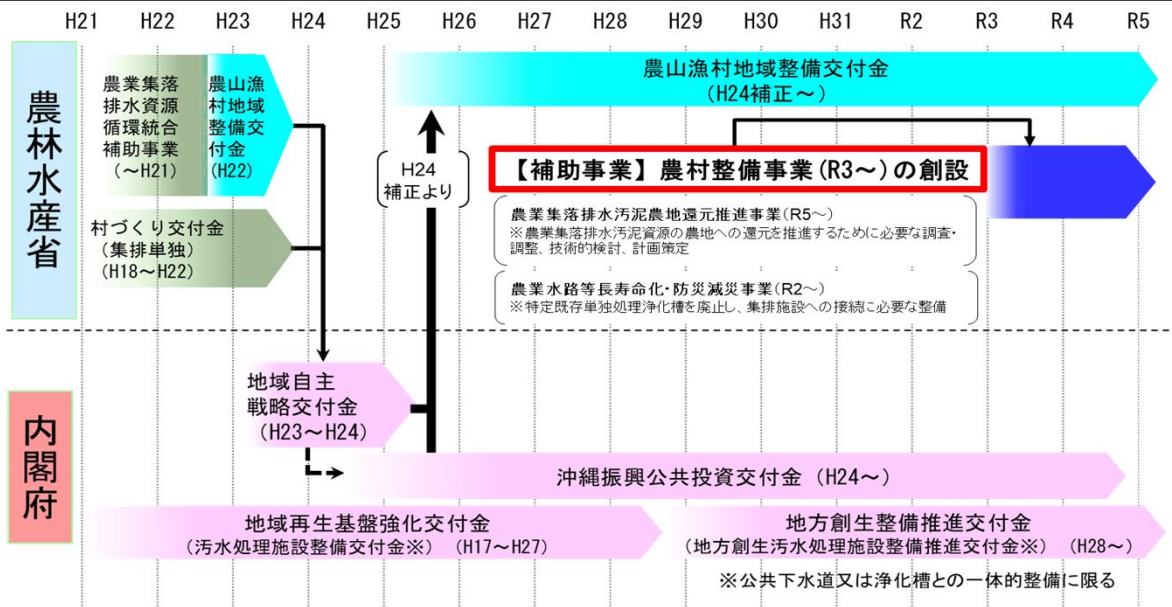 H21 H22 H23 H24 H25 H26 H27 H28 H29 H30 H31 R2 R3 R4 R5
農林水産省
農業集落
排水資源
循環統合
補助事業
(～H21)
農山漁
村地域
整備交
付金
(H22)
村づくり交付金
(集排単独)
(H18～H22)
H24
補正より
農山漁村地域整備交付金
(H24補正～)
【補助事業】農村整備事業(R3～)の創設
農業集落排水汚泥農地還元推進事業(R5～)
※農業集落排水汚泥資源の農地への還元を推進するために必要な調査・
調整、技術的検討、計画策定
農業水路等長寿命化・防災減災事業(R2～)
※特定既存単独処理浄化槽を廃止し、集排施設への接続に必要な整備
内閣府
地域自主
戦略交付金
(H23～H24)
沖縄振興公共投資交付金 (H24～)
地域再生基盤強化交付金
(汚水処理施設整備交付金※) (H17～H27)
地方創生整備推進交付金
(地方創生汚水処理施設整備推進交付金※) (H28～)
※公共下水道又は浄化槽との一体的整備に限る